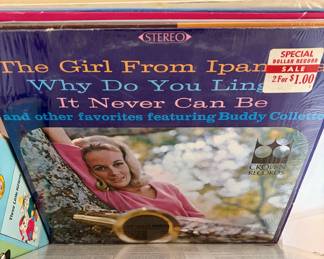 STEREO
The Girl From Ipan
SPECIAL
DOLLAR RECORD
SALE
2 For $1.00
Why Do You Ling
It Never Can Be
and other favorites featuring Buddy Collette
CROWN
RECORDS